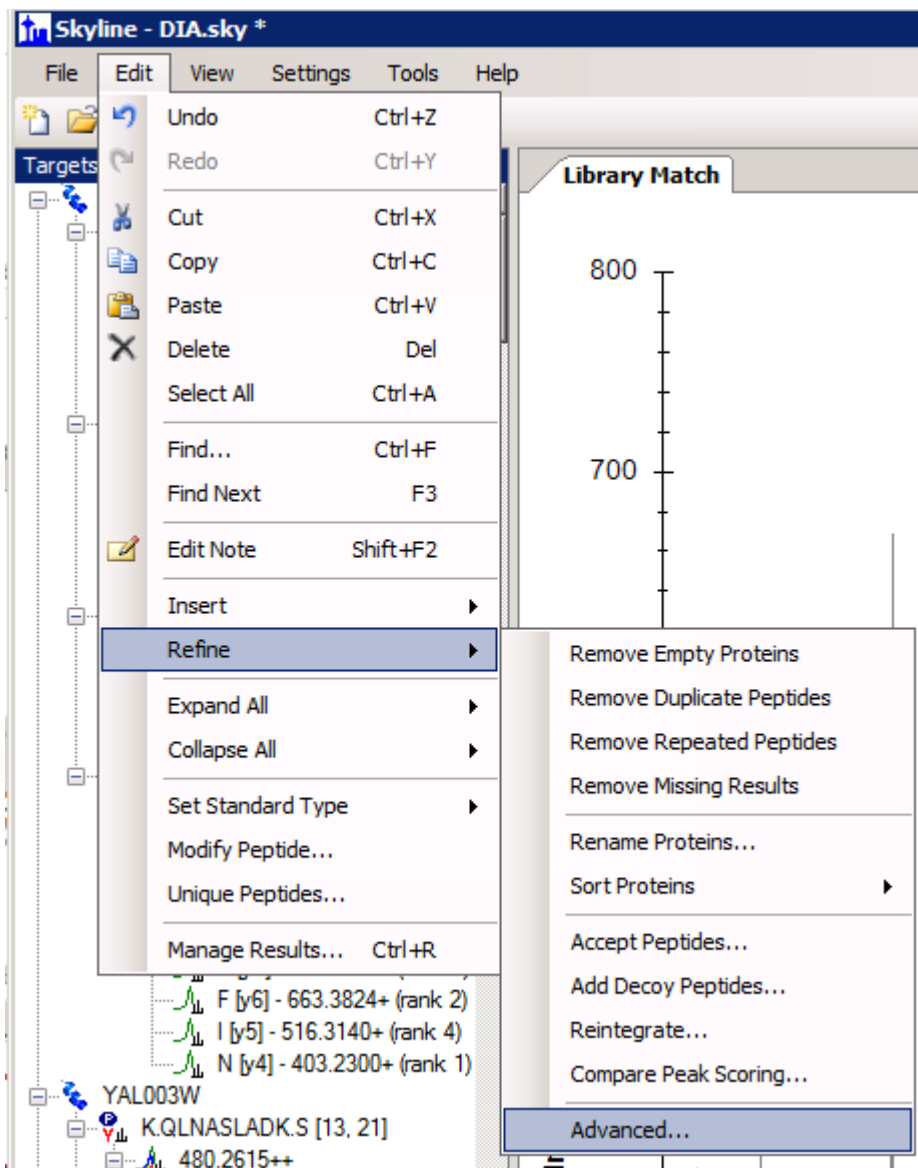 Skyline - DIA.sky *
File Edit View Settings Tools Help
Targets
Library Match
Undo Ctrl+Z
Redo Ctrl+Y
Cut Ctrl+X
Copy Ctrl+C
Paste Ctrl+V
Delete Del
Select All Ctrl+A
Find... Ctrl+F
Find Next F3
Edit Note Shift+F2
Insert
Refine
Expand All
Collapse All
Set Standard Type
Modify Peptide...
Unique Peptides...
Manage Results... Ctrl+R
Remove Empty Proteins
Remove Duplicate Peptides
Remove Repeated Peptides
Remove Missing Results
Rename Proteins...
Sort Proteins
Accept Peptides...
Add Decoy Peptides...
Reintegrate...
Compare Peak Scoring...
Advanced...
800
700
F [y6] - 663.3824+ (rank 2)
I [y5] - 516.3140+ (rank 4)
N [y4] - 403.2300+ (rank 1)
YAL003W
K.QLNASLADK.S [13, 21]
480.2615++